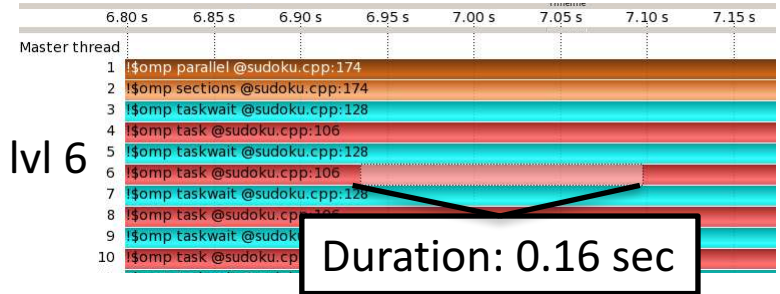 6.80 s 6.85 s 6.90 s 6.95 s 7.00 s 7.05 s 7.10 s 7.15 s
Master thread
1 !$omp parallel @sudoku.cpp:174
2 !$omp sections @sudoku.cpp:174
3 !$omp taskwait @sudoku.cpp:128
4 !$omp task @sudoku.cpp:106
5 !$omp taskwait @sudoku.cpp:128
lvl 6
6 !$omp task @sudoku.cpp:106
7 !$omp taskwait @sudoku.cpp:128
8 !$omp task @sudoku.cpp:106
9 !$omp taskwait @sudok
10 !$omp task @sudoku.cp
Duration: 0.16 sec